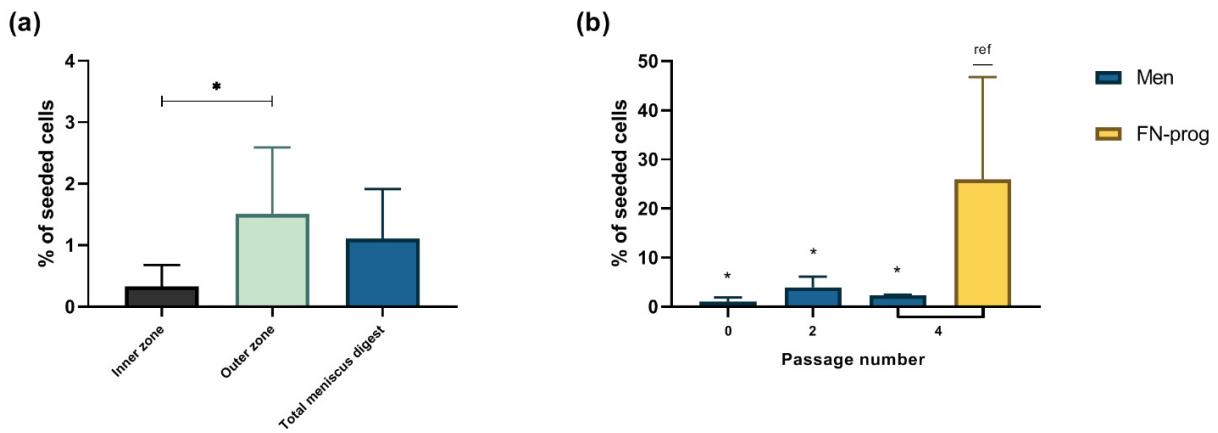 (a)
% of seeded cells
4
3
2
1
0
*
Inner zone
Outer zone
Total meniscus digest
(b)
% of seeded cells
50
40
30
20
10
0
*
*
*
ref
0
2
4
Passage number
Men
FN-prog